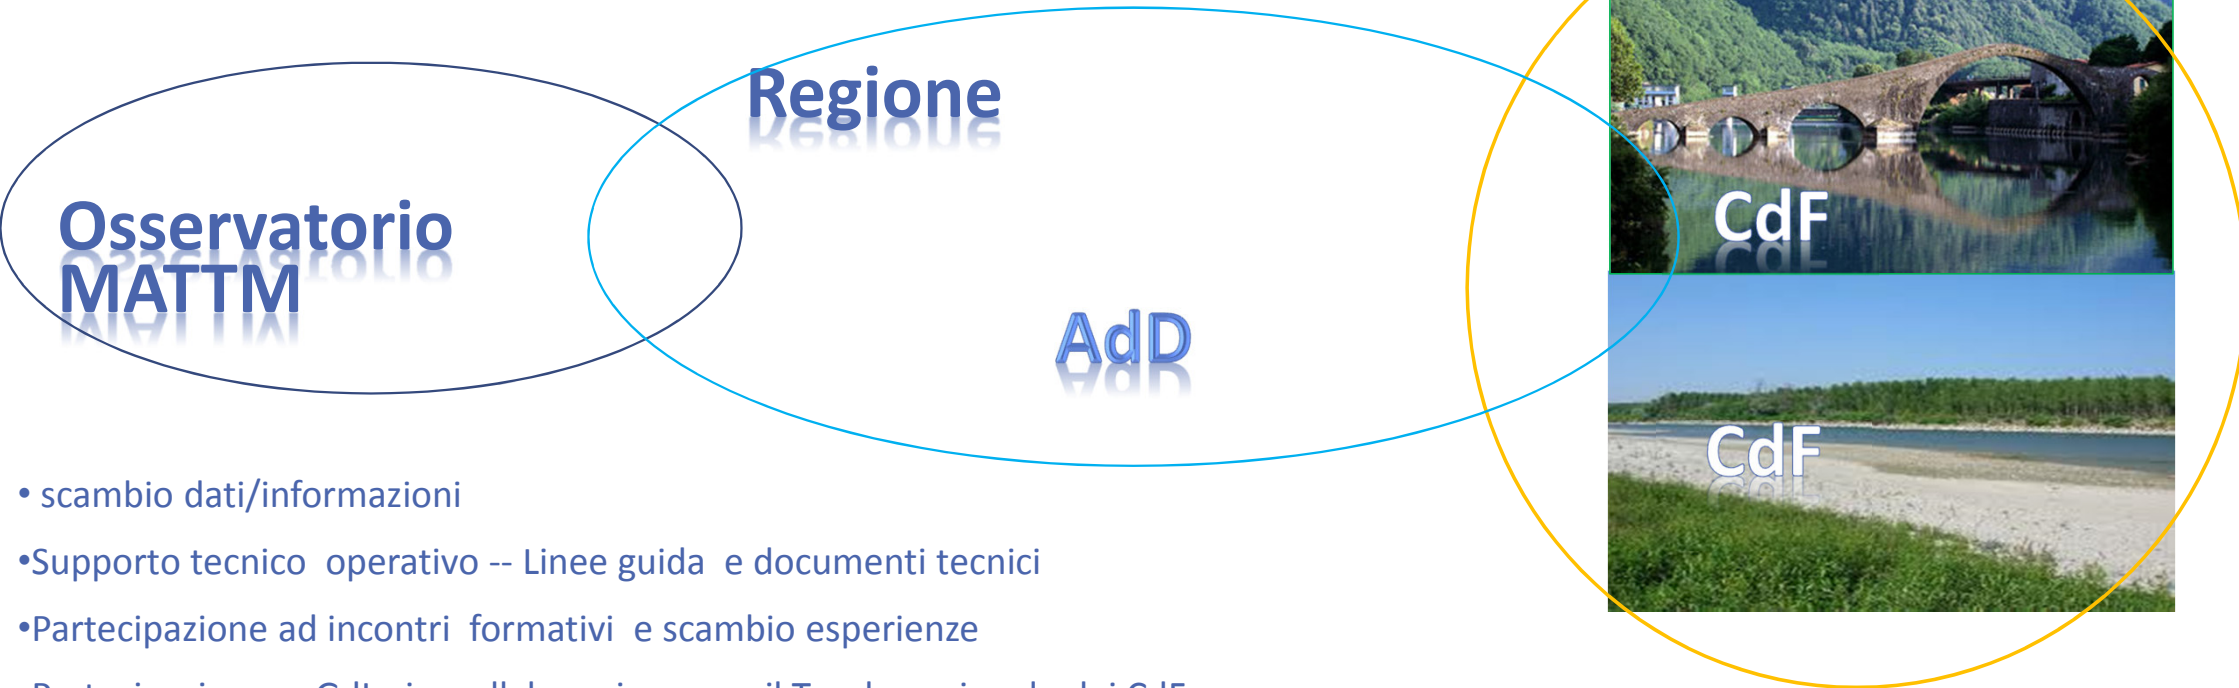 Regione
Osservatorio
MATTM
AdD
CdF
CdF
• scambio dati/informazioni
•Supporto tecnico operativo -- Linee guida e documenti tecnici
•Partecipazione ad incontri formativi e scambio esperienze